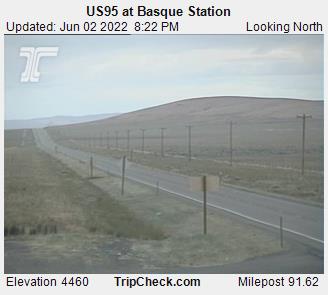 US95 at Basque Station
Updated: Jun 02 2022 8:22 PM Looking North
Elevation 4460 TripCheck.com Milepost 91.62